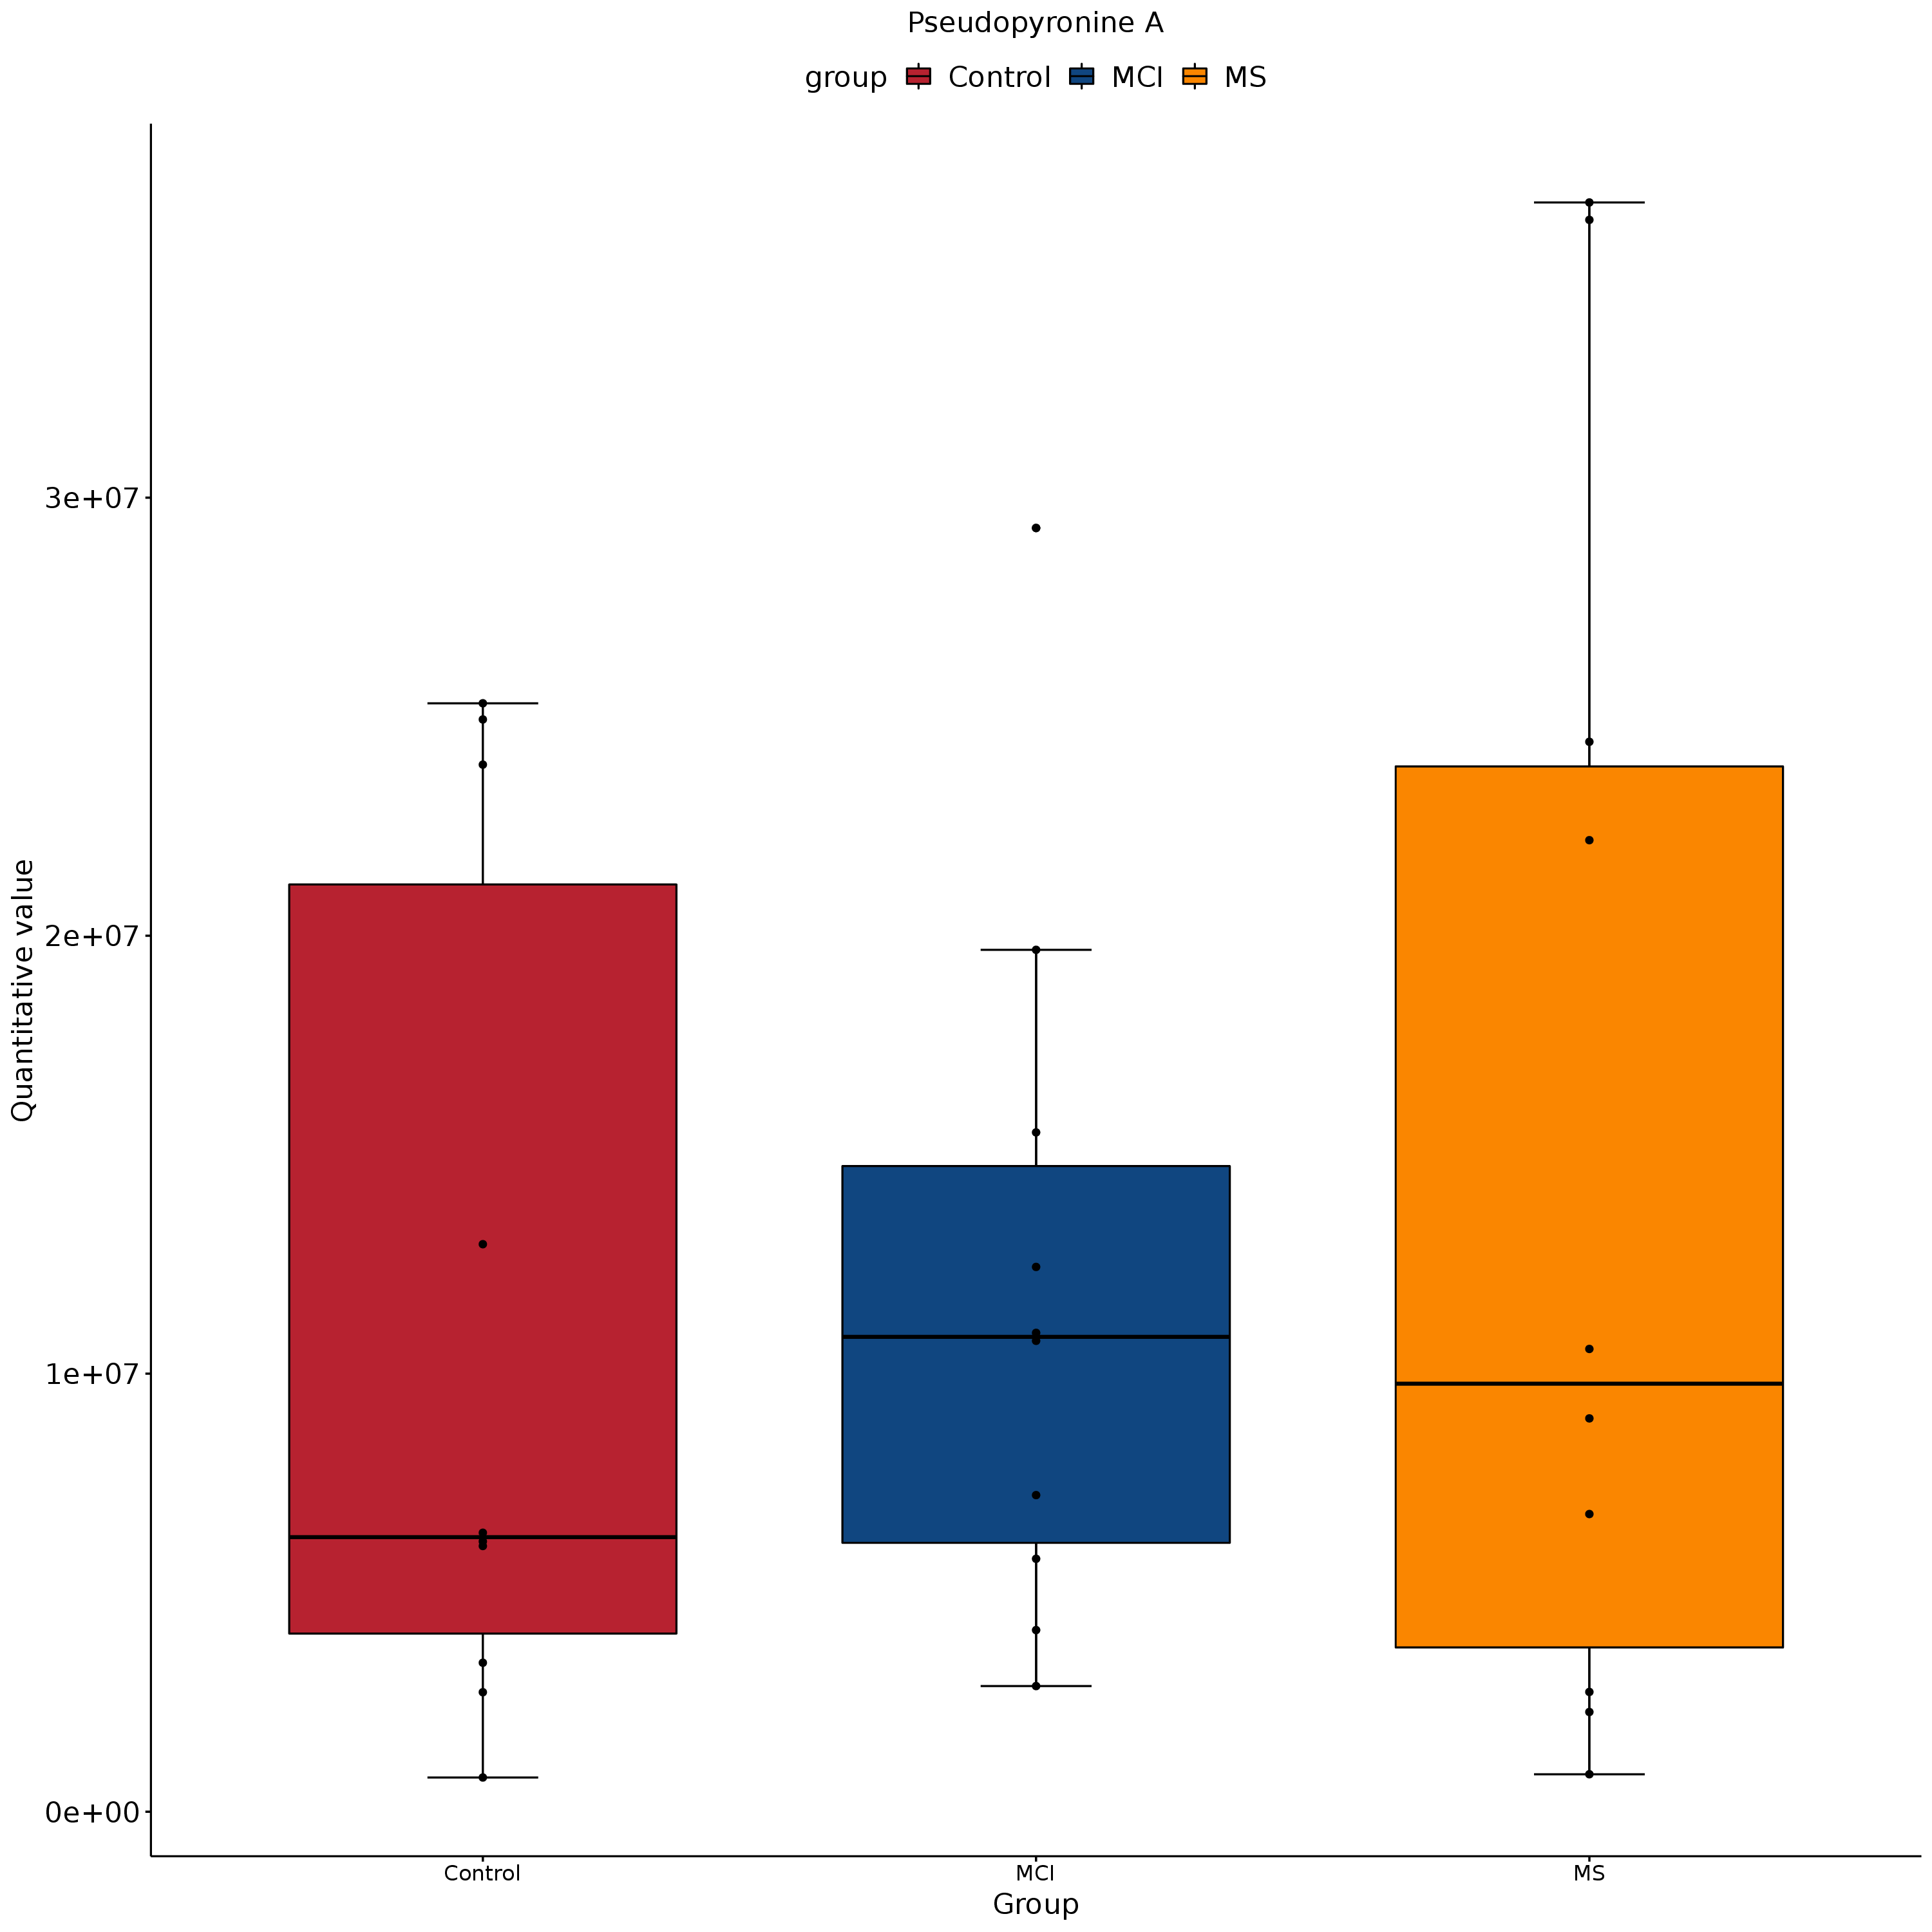 Pseudopyronine A
group Control MCI MS
Quantitative value
3e+07
2e+07
1e+07
0e+00
Control MCI MS
Group